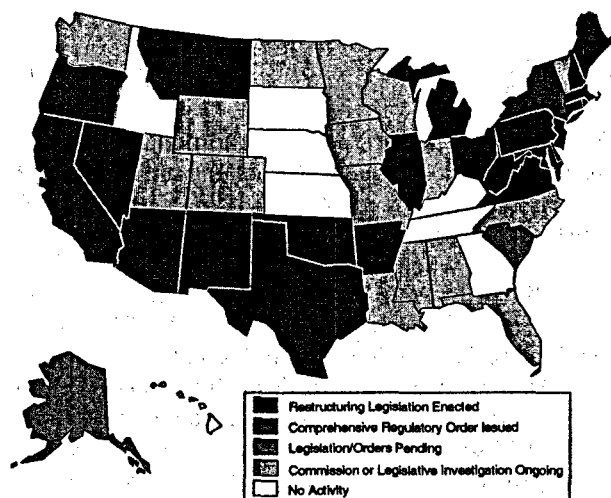 Restructuring Legislation Enacted
Comprehensive Regulatory Order Issued
Legislation/Orders Pending
Commission or Legislative Investigation Ongoing
No Activity